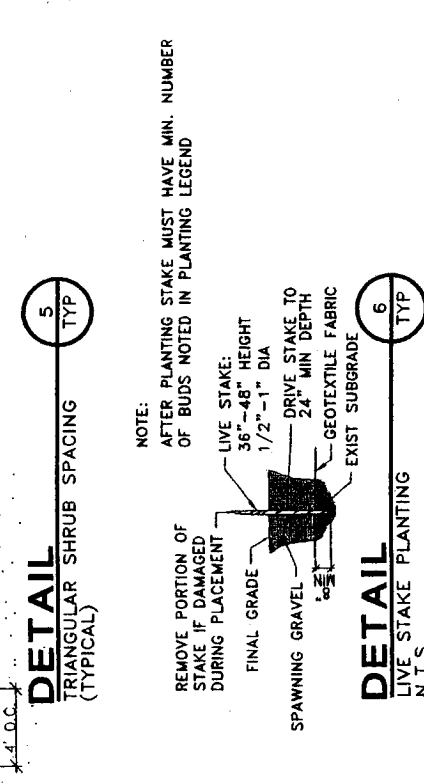 4' O.C.
DETAIL
TRIANGULAR SHRUB SPACING
(TYPICAL)
5
TYP
NOTE:
AFTER PLANTING STAKE MUST HAVE MIN. NUMBER
OF BUDS NOTED IN PLANTING LEGEND
REMOVE PORTION OF
STAKE IF DAMAGED
DURING PLACEMENT
LIVE STAKE:
36"-48" HEIGHT
1/2"-1" DIA
FINAL GRADE
DRIVE STAKE TO
24" MIN DEPTH
SPAWNING GRAVEL
GEOTEXTILE FABRIC
8"
MIN
EXIST SUBGRADE
DETAIL
LIVE STAKE PLANTING
N.T.S.
6
TYP